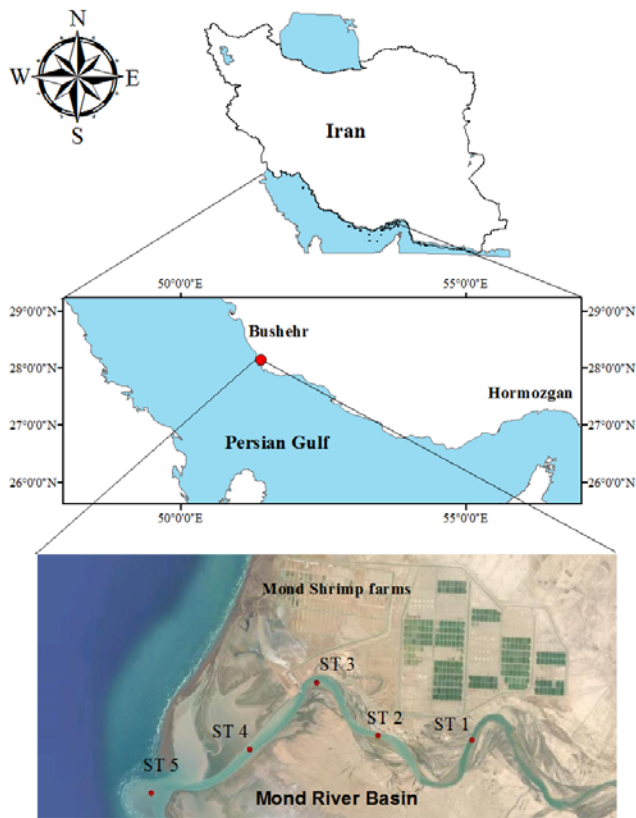 N
W E
S
Iran
50°0'0"E 55°0'0"E
29°0'0"N 29°0'0"N
Bushehr
28°0'0"N 28°0'0"N
Hormozgan
27°0'0"N 27°0'0"N
Persian Gulf
26°0'0"N 26°0'0"N
50°0'0"E 55°0'0"E
Mond Shrimp farms
ST 3
ST 2 ST 1
ST 4
ST 5
Mond River Basin